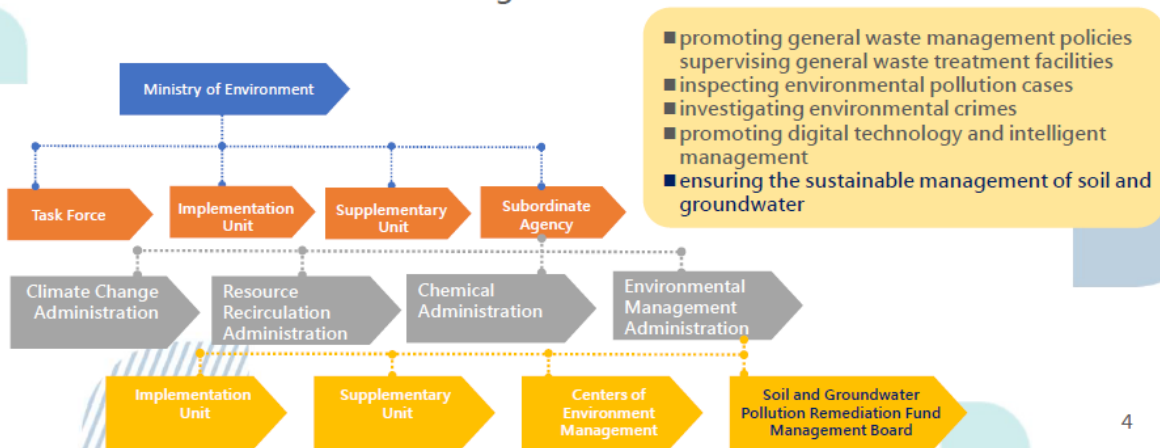 ■promoting general waste management policies
supervising general waste treatment facilities
■inspecting environmental pollution cases
■investigating environmental crimes
■promoting digital technology and intelligent
management
■ensuring the sustainable management of soil and
groundwater
Ministry of Environment
Task Force
Implementation
Unit
Supplementary
Unit
Subordinate
Agency
Climate Change
Administration
Resource
Recirculation
Administration
Chemical
Administration
Environmental
Management
Administration
Implementation
Unit
Supplementary
Unit
Centers of
Environment
Management
Soil and Groundwater
Pollution Remediation Fund
Management Board
4